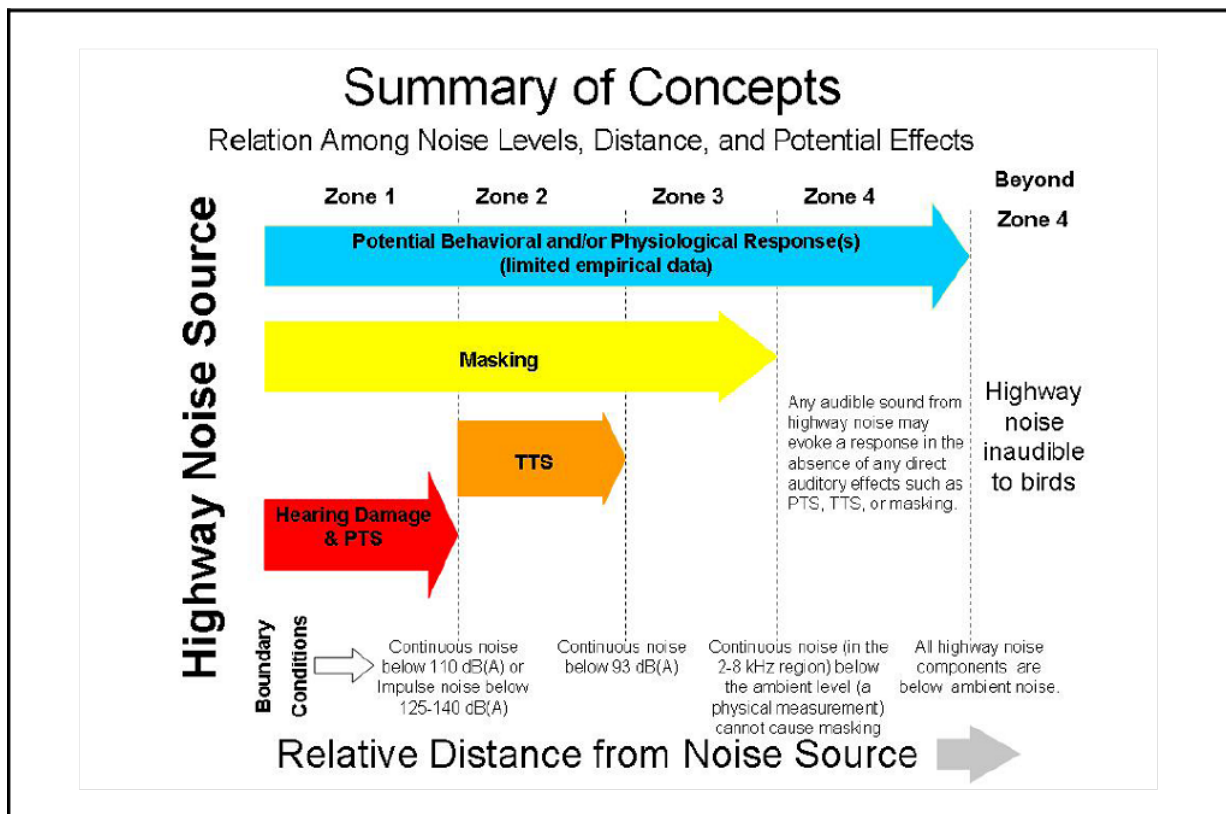 Summary of Concepts
Relation Among Noise Levels, Distance, and Potential Effects
Highway Noise Source
Zone 1
Zone 2
Zone 3
Zone 4
Beyond
Zone 4
Potential Behavioral and/or Physiological Response(s)
(limited empirical data)
Masking
TTS
Hearing Damage
& PTS
Any audible sound from
highway noise may
evoke a response in the
absence of any direct
auditory effects such as
PTS, TTS, or masking.
Highway
noise
inaudible
to birds
Boundary
Conditions
Continuous noise
below 110 dB(A) or
Impulse noise below
125-140 dB(A)
Continuous noise
below 93 dB(A)
Continuous noise (in the
2-8 kHz region) below
the ambient level (a
physical measurement)
cannot cause masking
All highway noise
components are
below ambient noise.
Relative Distance from Noise Source